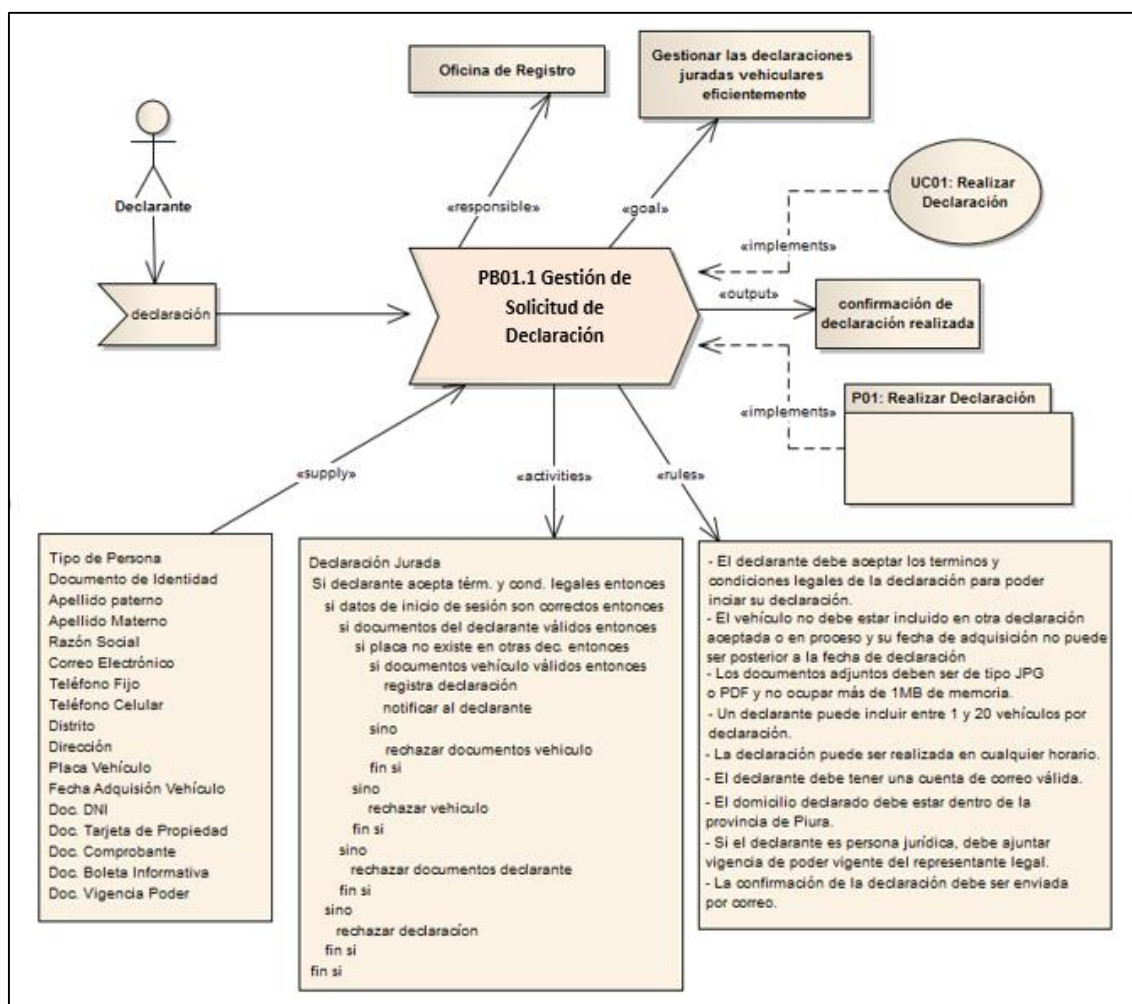 Oficina de Registro
Gestionar las declaraciones
juradas vehiculares
eficientemente
Declarante
«responsible»
«goal»
UC01: Realizar
Declaración
«implements»
declaración
PB01.1 Gestión de
Solicitud de
Declaración
«output»
confirmación de
declaración realizada
P01: Realizar Declaración
«implements»
«supply»
«activities»
«rules»
Tipo de Persona
Documento de Identidad
Apellido paterno
Apellido Materno
Razón Social
Correo Electrónico
Teléfono Fijo
Teléfono Celular
Distrito
Dirección
Placa Vehículo
Fecha Adquisión Vehículo
Doc. DNI
Doc. Tarjeta de Propiedad
Doc. Comprobante
Doc. Boleta Informativa
Doc. Vigencia Poder
Declaración Jurada
Si declarante acepta térm. y cond. legales entonces
si datos de inicio de sesión son correctos entonces
si documentos del declarante válidos entonces
si placa no existe en otras dec. entonces
si documentos vehículo válidos entonces
registra declaración
notificar al declarante
sino
rechazar documentos vehiculo
fin si
sino
rechazar vehiculo
fin si
sino
rechazar documentos declarante
fin si
sino
rechazar declaracíon
fin si
fin si
- El declarante debe aceptar los terminos y
condiciones legales de la declaración para poder
inciar su declaración.
- El vehículo no debe estar incluido en otra declaración
aceptada o en proceso y su fecha de adquisición no puede
ser posterior a la fecha de declaración
- Los documentos adjuntos deben ser de tipo JPG
o PDF y no ocupar más de 1MB de memoria.
- Un declarante puede incluir entre 1 y 20 vehículos por
declaración.
- La declaración puede ser realizada en cualquier horario.
- El declarante debe tener una cuenta de correo válida.
- El domicilio declarado debe estar dentro de la
provincia de Piura.
- Si el declarante es persona jurídica, debe ajuntar
vigencia de poder vigente del representante legal.
- La confirmación de la declaración debe ser enviada
por correo.